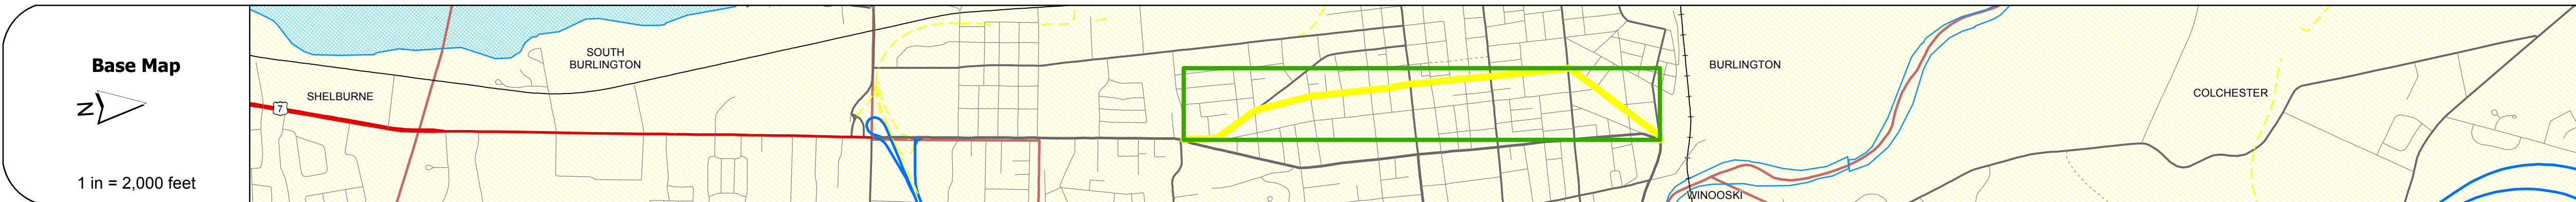 Base Map
N
1 in = 2,000 feet
SHELBURNE
7
SOUTH
BURLINGTON
BURLINGTON
WINOOSKI
COLCHESTER